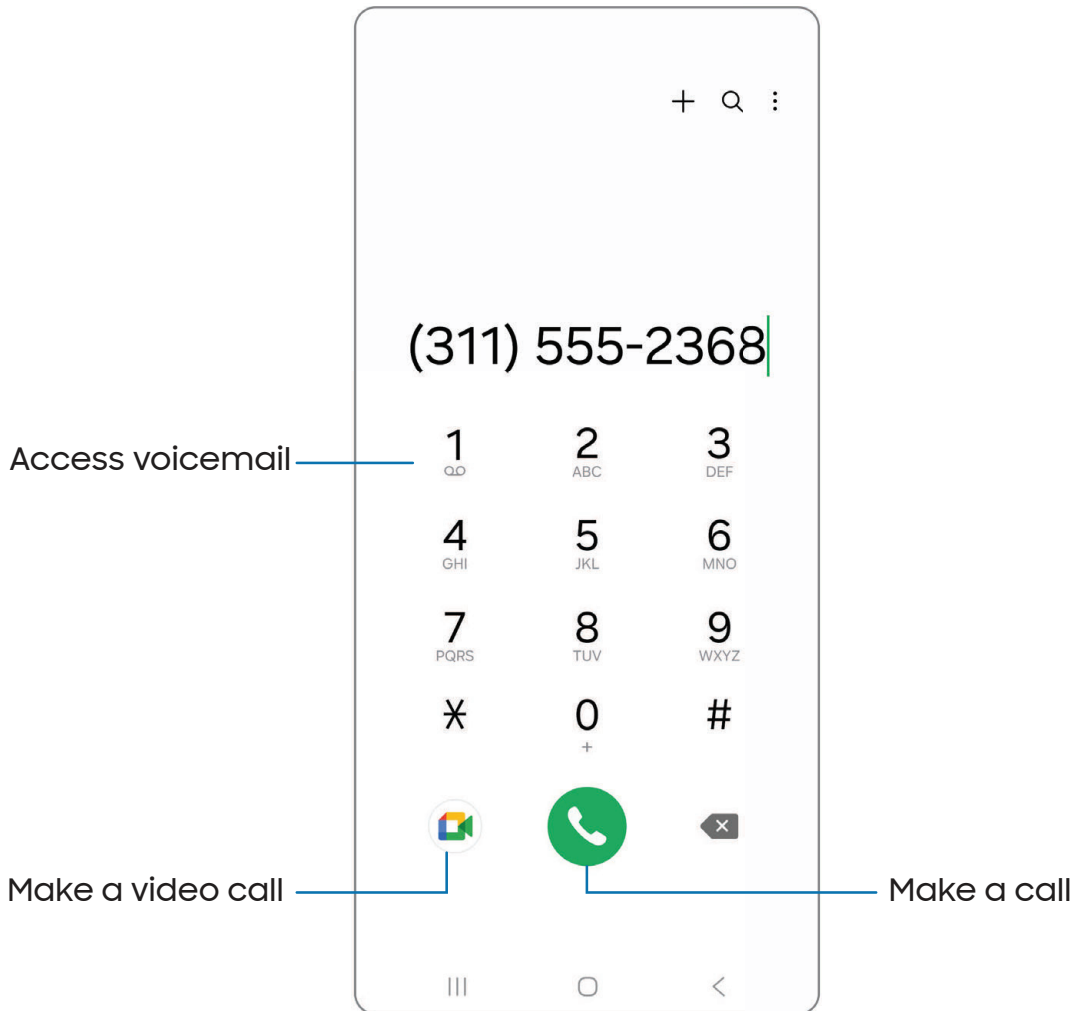 (311) 555-2368
Access voicemail
1 2 3
ABC DEF
4 5 6
GHI JKL MNO
7 8 9
PQRS TUV WXYZ
* 0 #
+
Make a video call
Make a call